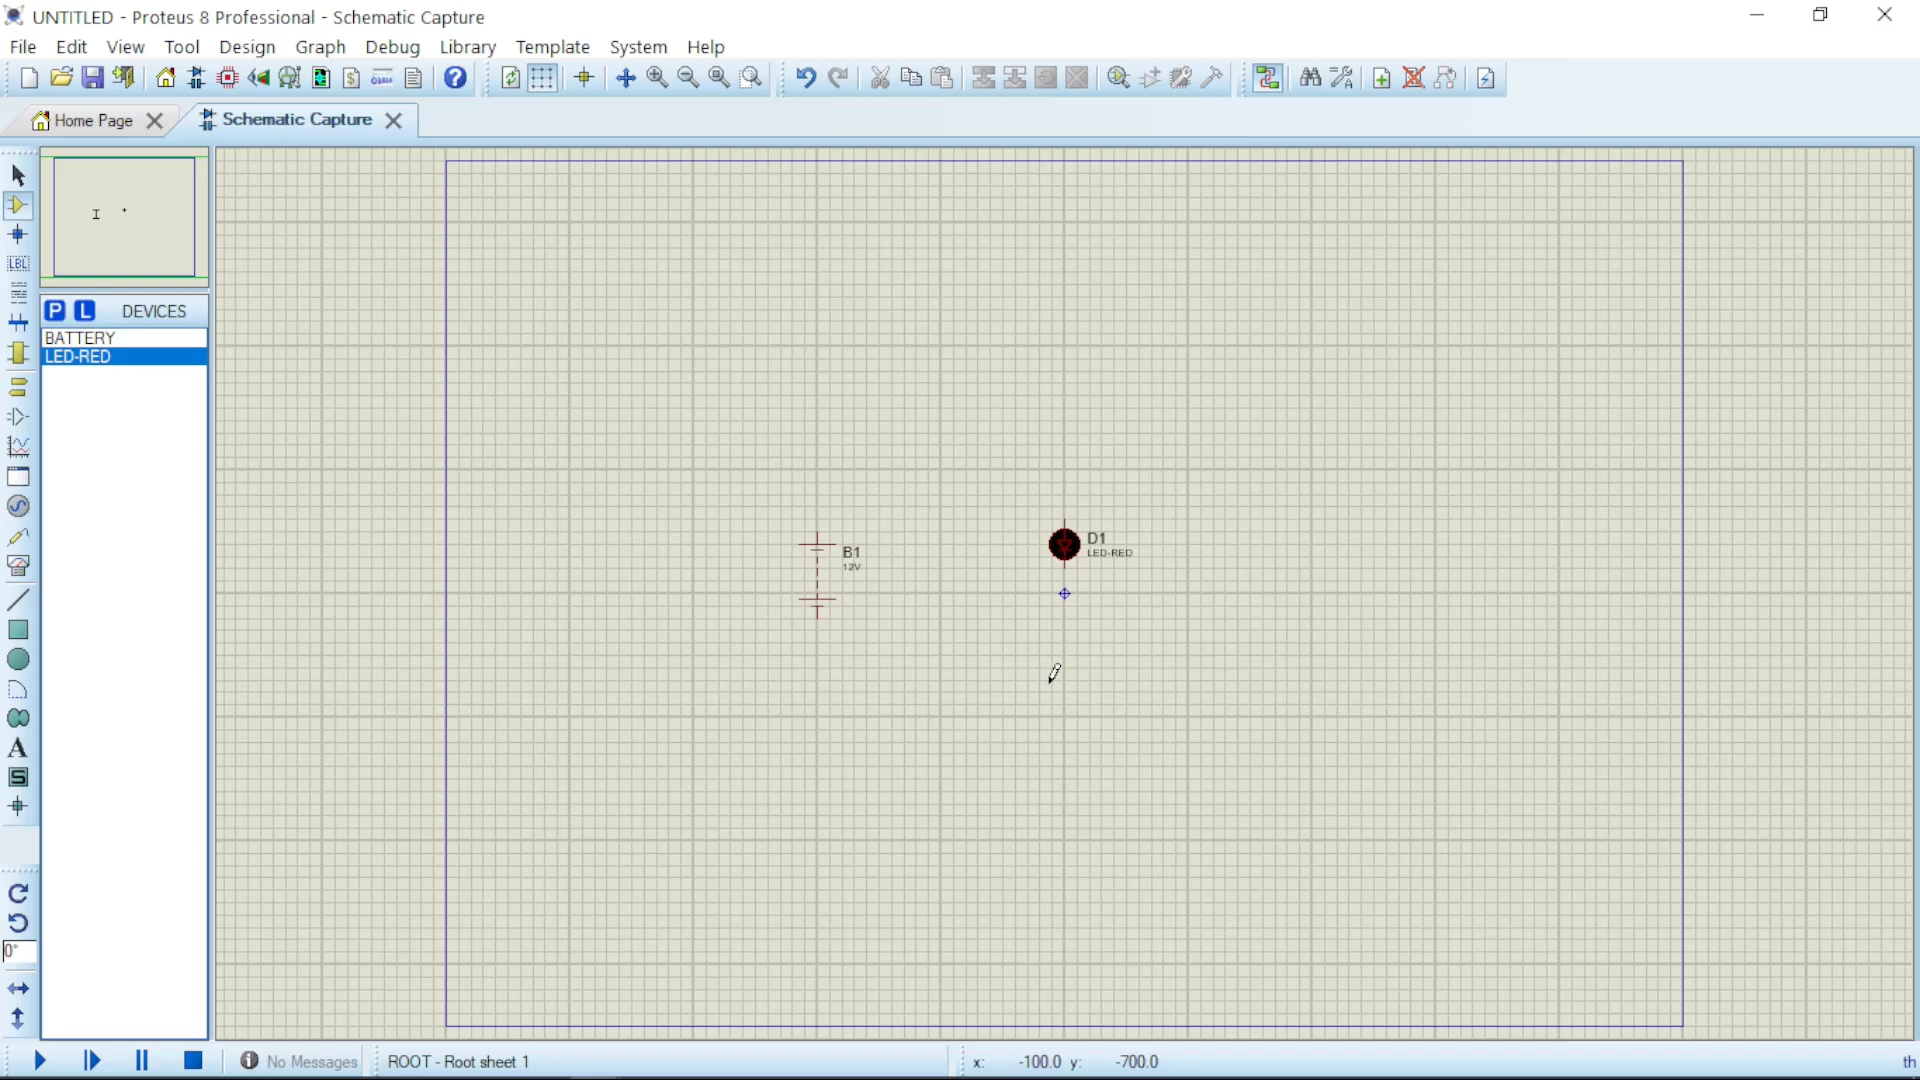 UNTITLED - Proteus 8 Professional - Schematic Capture
File Edit View Tool Design Graph Debug Library Template System Help
Home Page Schematic Capture
LBL
P L DEVICES
BATTERY
LED-RED
D1
LED-RED
B1
12V
A
S
0°
No Messages ROOT - Root sheet 1 x: -100.0 y: -700.0 th